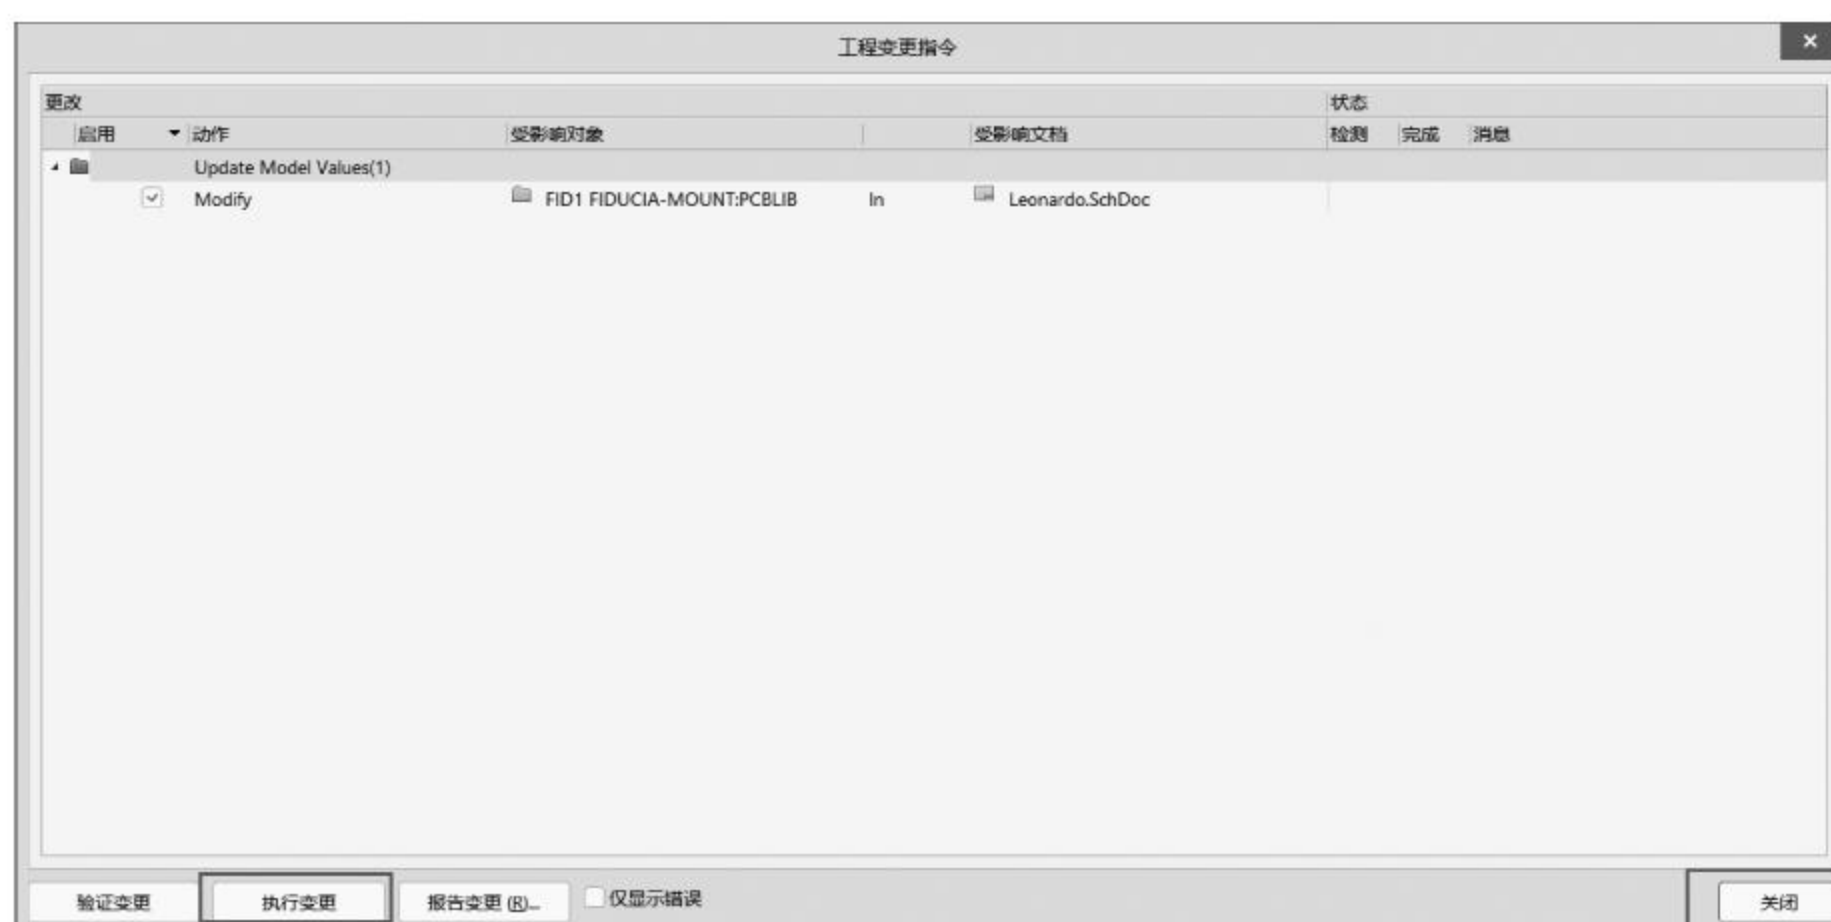 工程变更指令
更改 状态
启用 动作 受影响对象 受影响文档 检测 完成 消息
Update Model Values(1)
Modify FID1 FIDUCIA-MOUNT:PCBLIB In Leonardo.SchDoc
验证变更 执行变更 报告变更 (R)... 仅显示错误 关闭